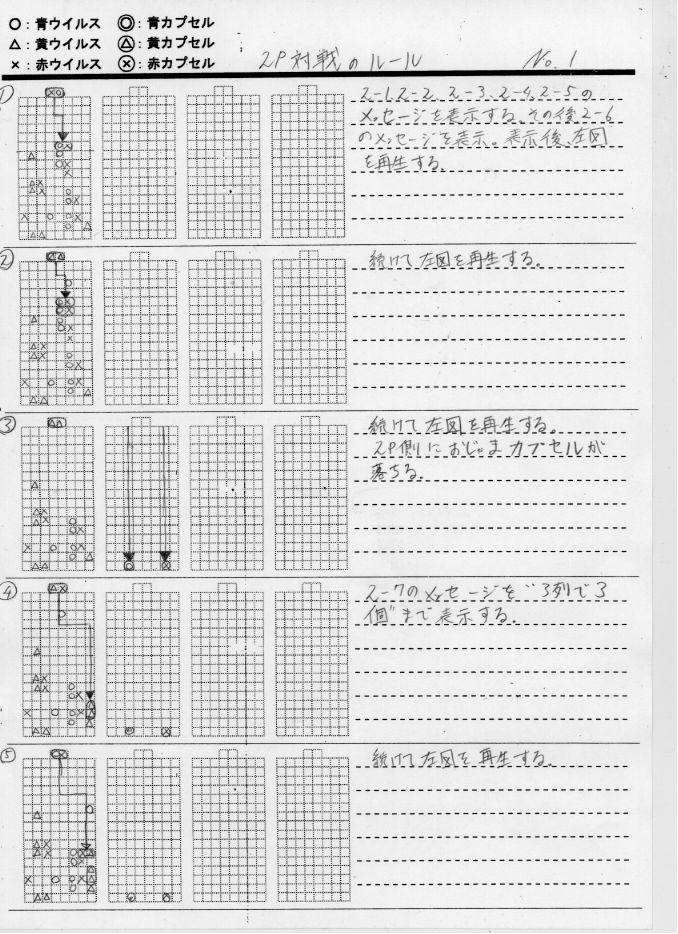 ○：青ウイルス ◎：青カプセル
△：黄ウイルス △：黄カプセル
×：赤ウイルス ⊗：赤カプセル
2P対戦のルール No.1
① 2-1, 2-2, 2-3, 2-4, 2-5の
メッセージを表示する。その後2-6
のメッセージを表示。表示後、左図
を再生する。
② 続けて左図を再生する。
③ 続けて左図を再生する。
2P側におじゃまカプセルが
落ちる。
④ 2-7のメッセージを"3列で3
個"まで表示する。
⑤ 続けて左図を再生する。